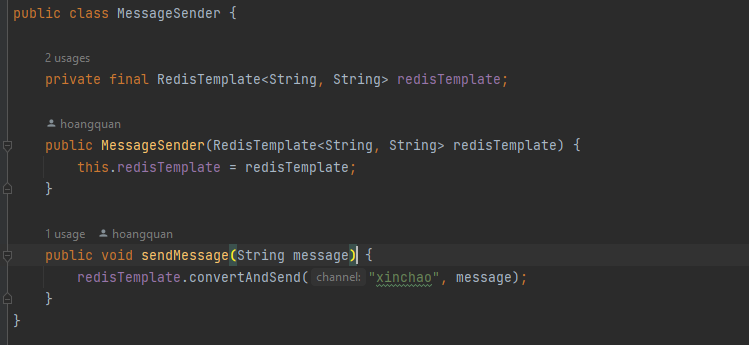 public class MessageSender {
2 usages
private final RedisTemplate<String, String> redisTemplate;
hoangquan
public MessageSender(RedisTemplate<String, String> redisTemplate) {
this.redisTemplate = redisTemplate;
}
1 usage hoangquan
public void sendMessage(String message) {
redisTemplate.convertAndSend( channel: "xinchao", message);
}
}